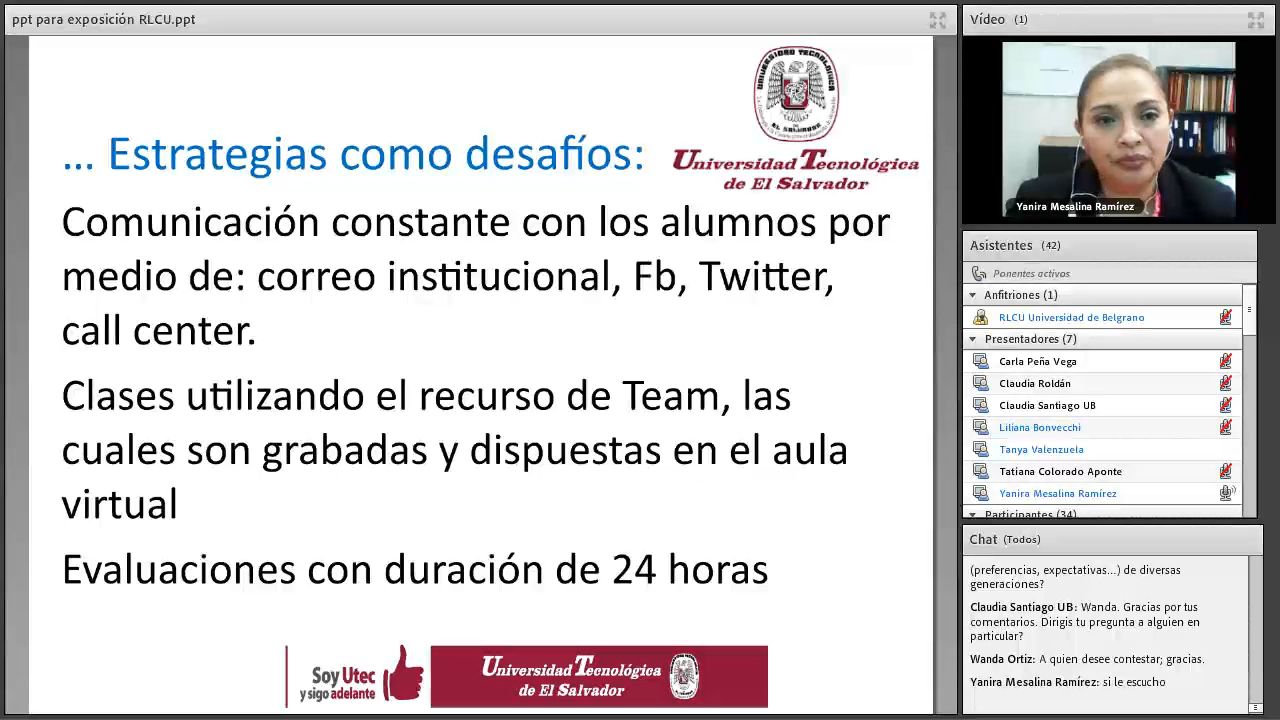 ppt para exposición RLCU.ppt
UNIVERSIDAD TECNOLOGICA
DE EL SALVADOR
... Estrategias como desafíos:
Universidad Tecnológica
de El Salvador
Comunicación constante con los alumnos por
medio de: correo institucional, Fb, Twitter,
call center.
Clases utilizando el recurso de Team, las
cuales son grabadas y dispuestas en el aula
virtual
Evaluaciones con duración de 24 horas
Soy Utec
y sigo adelante
Universidad Tecnológica
de El Salvador
Vídeo (1)
Yanira Mesalina Ramírez
Asistentes (42)
Ponentes activos
Anfitriones (1)
RLCU Universidad de Belgrano
Presentadores (7)
Carla Peña Vega
Claudia Roldán
Claudia Santiago UB
Liliana Bonvecchi
Tanya Valenzuela
Tatiana Colorado Aponte
Yanira Mesalina Ramírez
Participantes (34)
Chat (Todos)
(preferencias, expectativas...) de diversas
generaciones?
Claudia Santiago UB: Wanda. Gracias por tus
comentarios. Dirigis tu pregunta a alguien en
particular?
Wanda Ortiz: A quien desee contestar; gracias.
Yanira Mesalina Ramírez: si le escucho